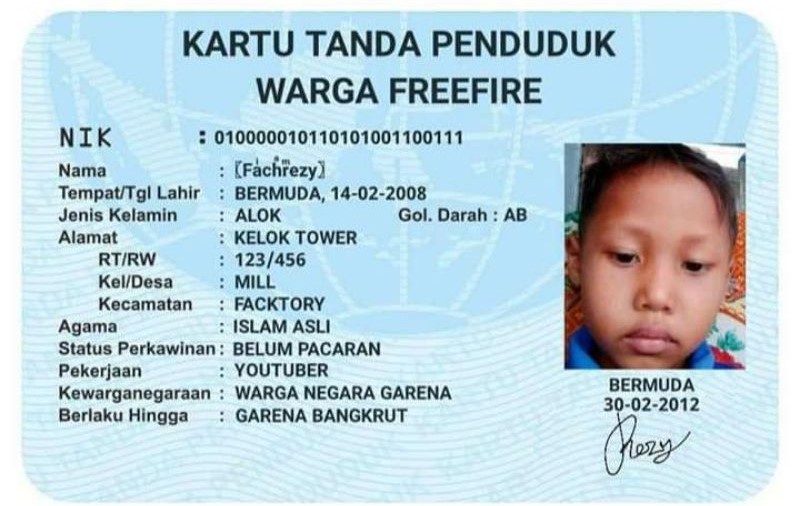 KARTU TANDA PENDUDUK
WARGA FREEFIRE
NIK : 010000010110101001100111
Nama : 〖Fachrezy〗
Tempat/Tgl Lahir : BERMUDA, 14-02-2008
Jenis Kelamin : ALOK Gol. Darah : AB
Alamat : KELOK TOWER
RT/RW : 123/456
Kel/Desa : MILL
Kecamatan : FACKTORY
Agama : ISLAM ASLI
Status Perkawinan : BELUM PACARAN
Pekerjaan : YOUTUBER
Kewarganegaraan : WARGA NEGARA GARENA
Berlaku Hingga : GARENA BANGKRUT
BERMUDA
30-02-2012
Rezy